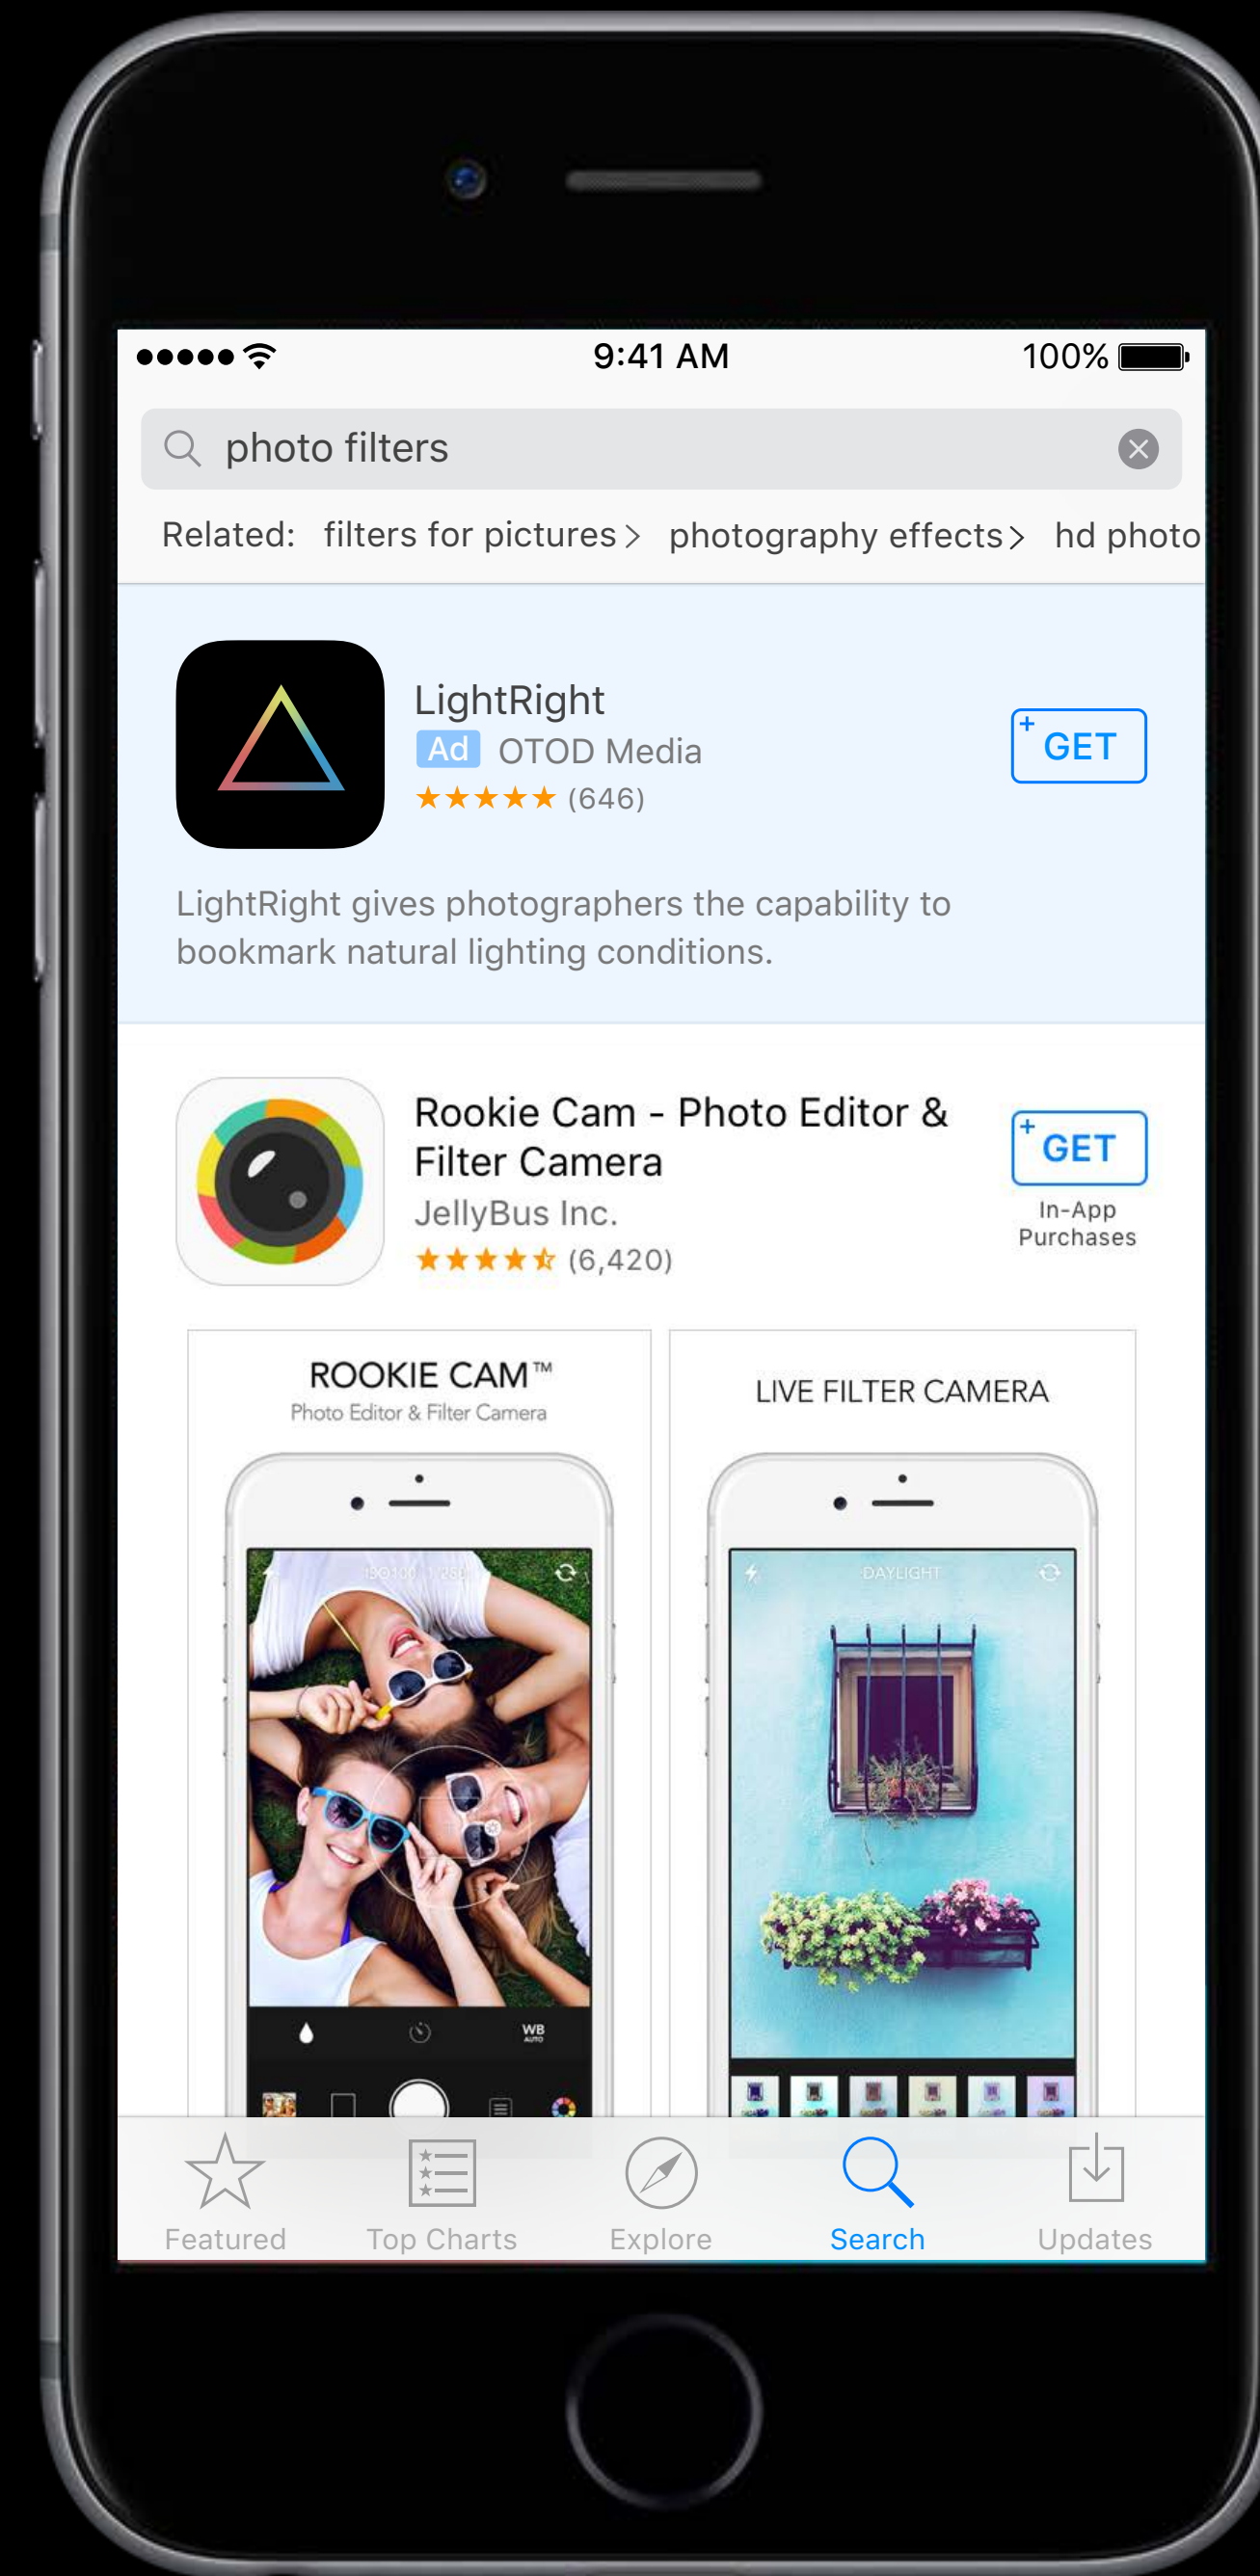 9:41 AM 100%
photo filters
Related: filters for pictures > photography effects > hd photo
LightRight
Ad OTOD Media
(646)
GET
LightRight gives photographers the capability to
bookmark natural lighting conditions.
Rookie Cam - Photo Editor &
Filter Camera
JellyBus Inc.
(6,420)
GET
In-App
Purchases
ROOKIE CAM™
Photo Editor & Filter Camera
LIVE FILTER CAMERA
DAYLIGHT
WB
AUTO
Featured Top Charts Explore Search Updates